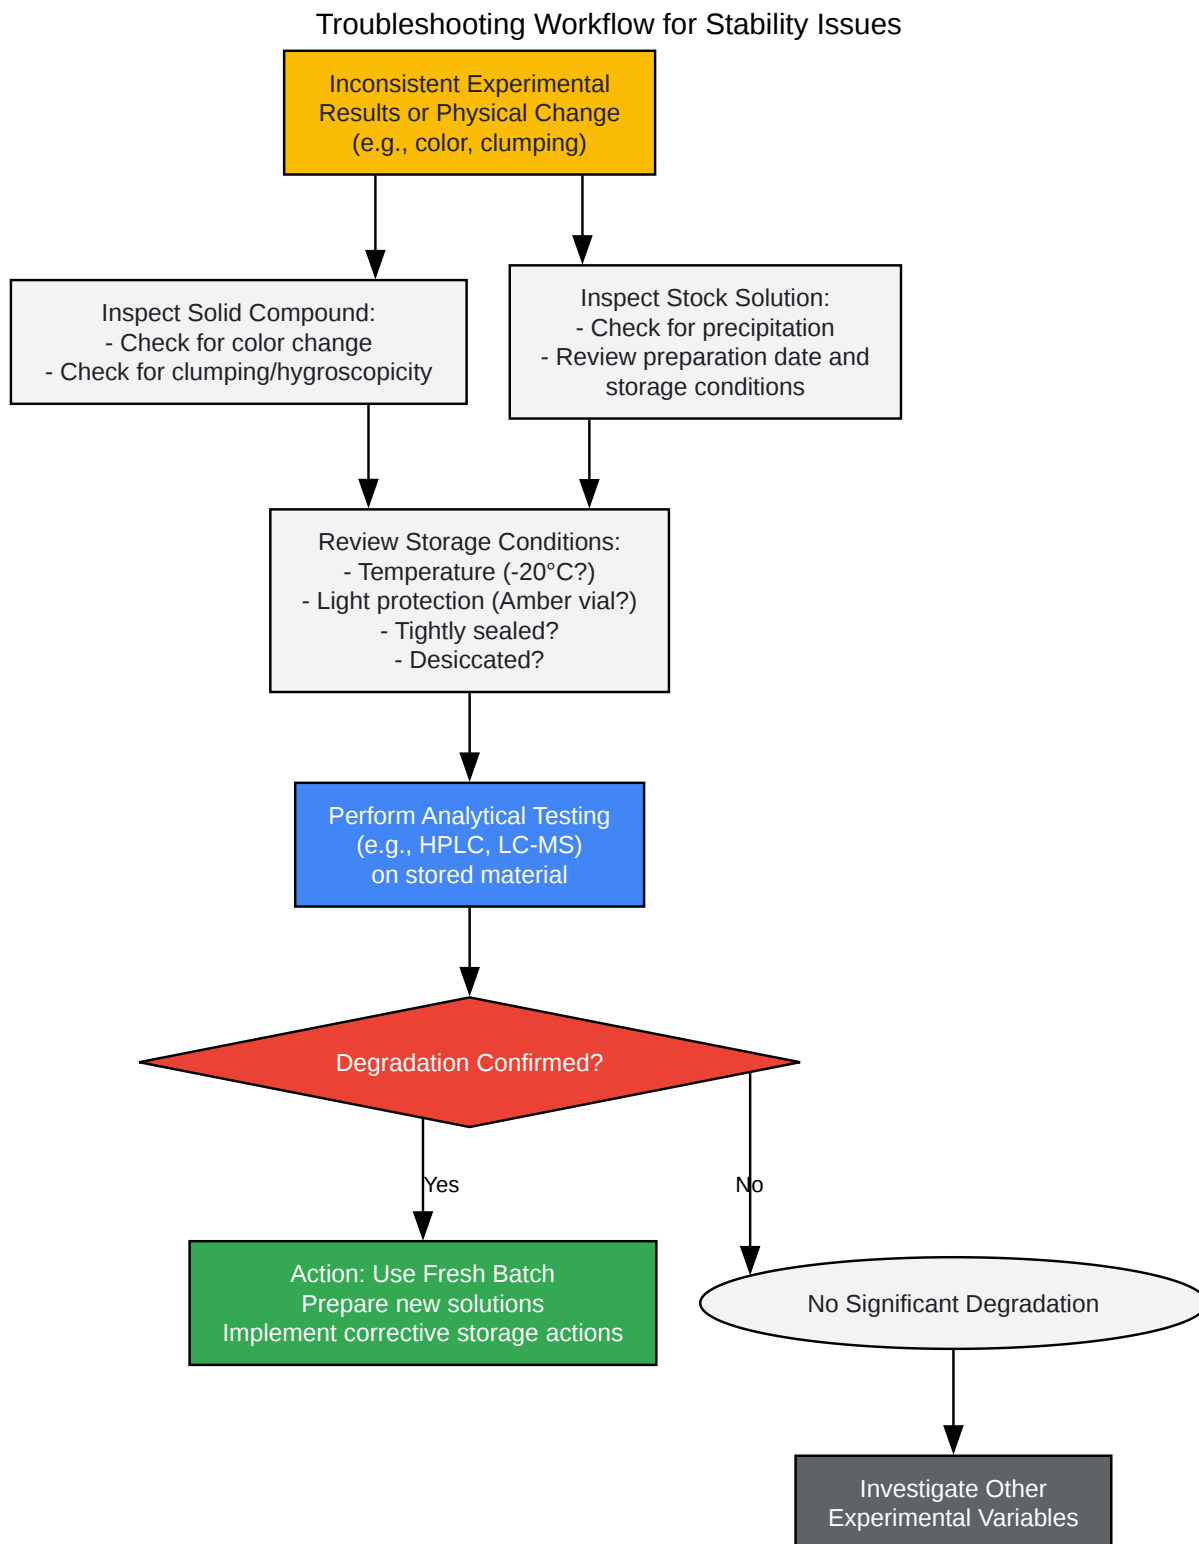 Troubleshooting Workflow for Stability Issues
Inconsistent Experimental
Results or Physical Change
(e.g., color, clumping)
Inspect Solid Compound:
- Check for color change
- Check for clumping/hygroscopicity
Inspect Stock Solution:
- Check for precipitation
- Review preparation date and
storage conditions
Review Storage Conditions:
- Temperature (-20°C?)
- Light protection (Amber vial?)
- Tightly sealed?
- Desiccated?
Perform Analytical Testing
(e.g., HPLC, LC-MS)
on stored material
Degradation Confirmed?
Yes
No
Action: Use Fresh Batch
Prepare new solutions
Implement corrective storage actions
No Significant Degradation
Investigate Other
Experimental Variables